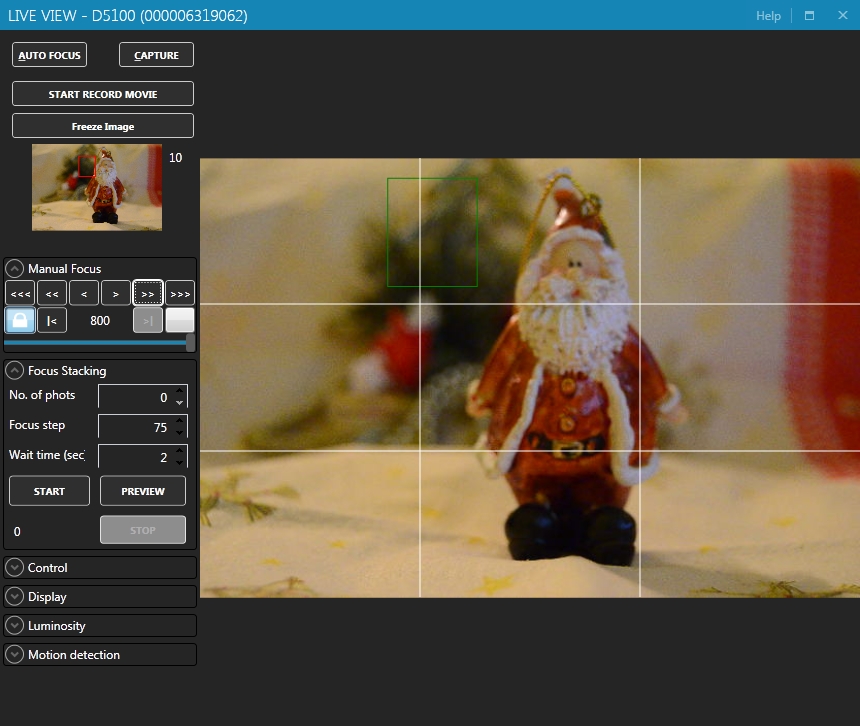 LIVE VIEW - D5100 (000006319062)
Help
AUTO FOCUS
CAPTURE
START RECORD MOVIE
Freeze Image
10
Manual Focus
<<< << < > >> >>>
|< 800 >|
Focus Stacking
No. of phots 0
Focus step 75
Wait time (sec 2
START
PREVIEW
0
STOP
Control
Display
Luminosity
Motion detection